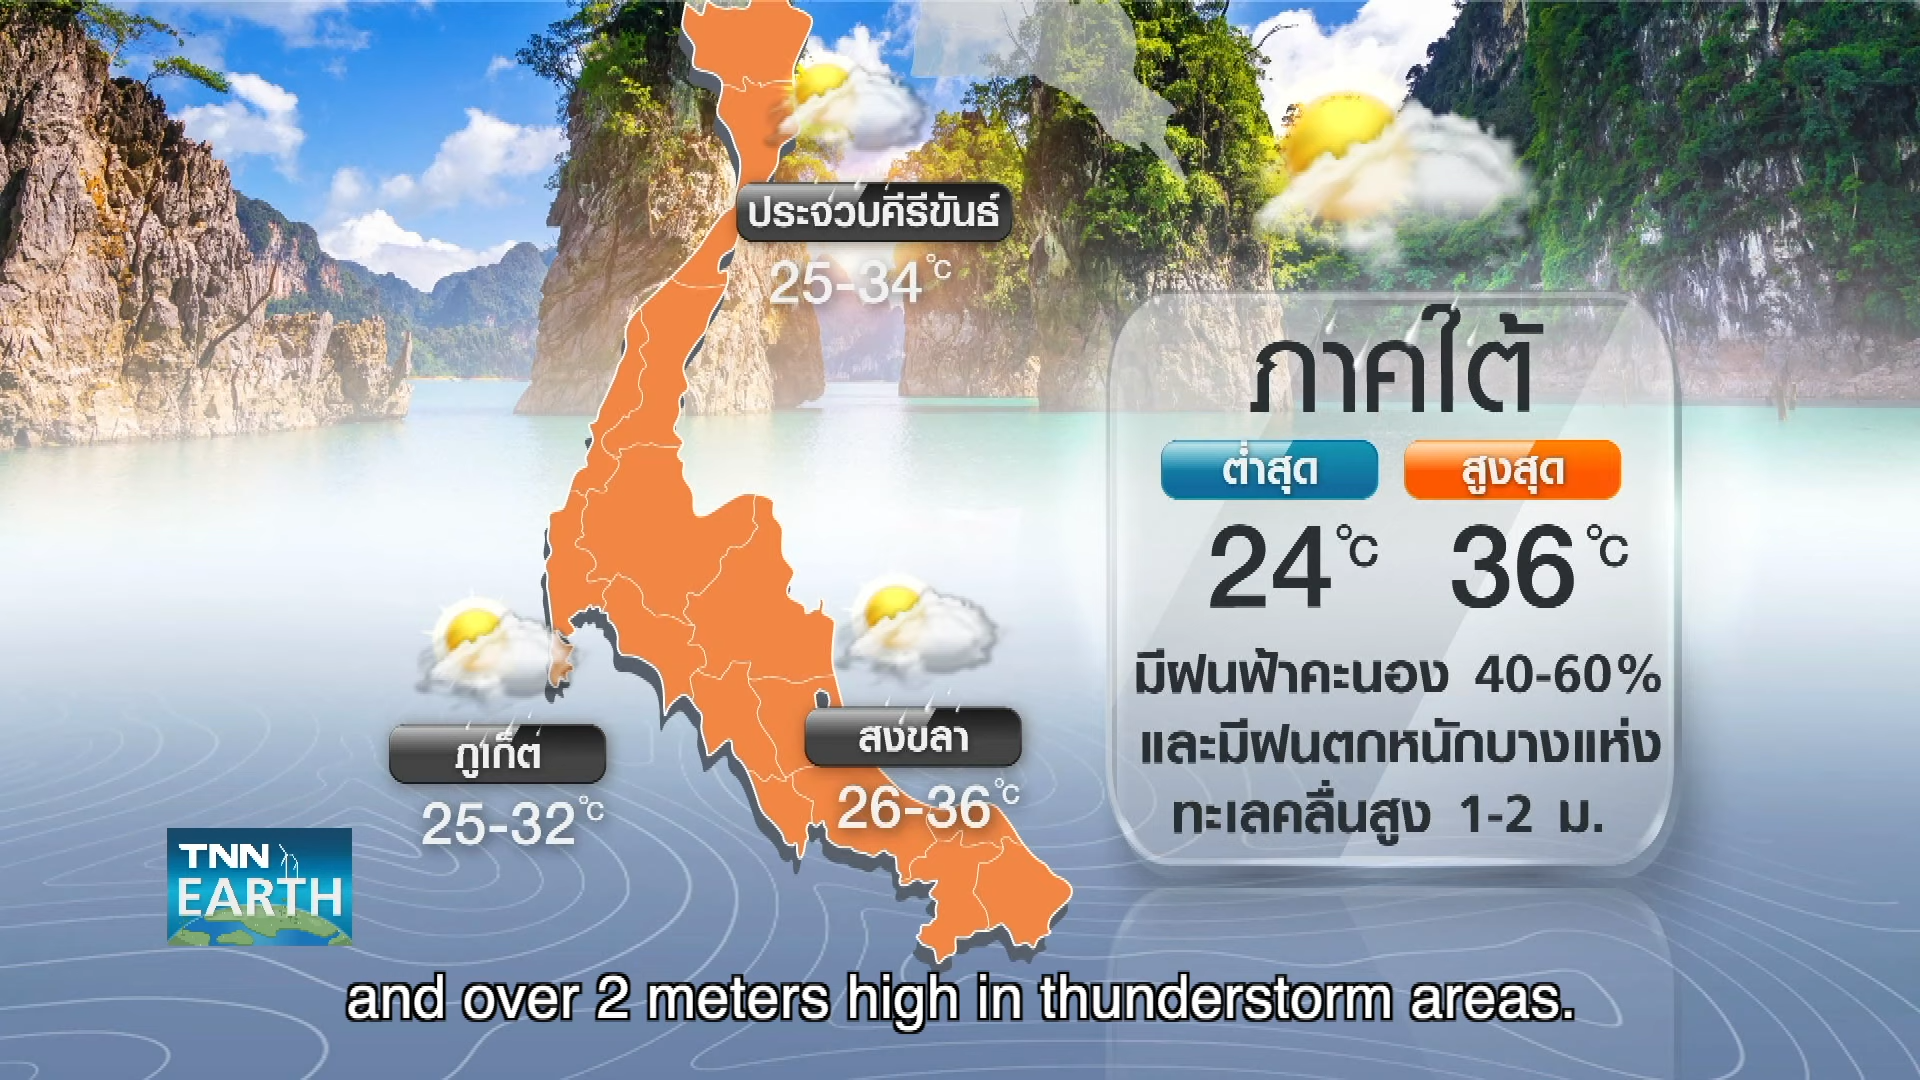 ประจวบคีรีขันธ์
25-34°C
ภาคใต้
ต่ำสุด สูงสุด
24°C 36°C
มีฝนฟ้าคะนอง 40-60%
และมีฝนตกหนักบางแห่ง
ทะเลคลื่นสูง 1-2 ม.
ภูเก็ต
25-32°C
สงขลา
26-36°C
TNN
EARTH
and over 2 meters high in thunderstorm areas.